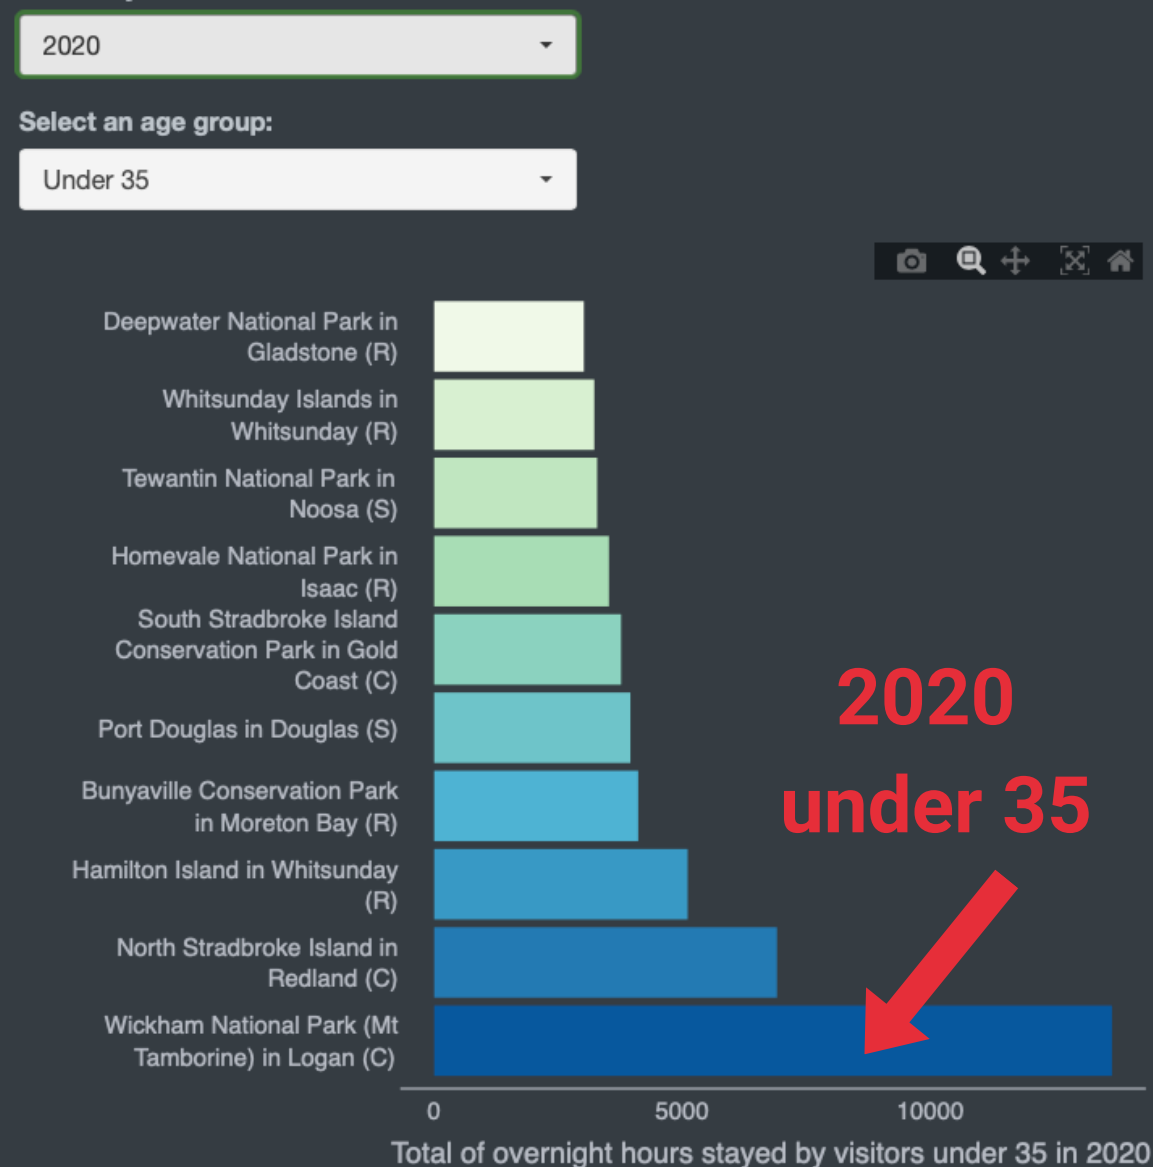 2020
Select an age group:
Under 35
Deepwater National Park in
Gladstone (R)
Whitsunday Islands in
Whitsunday (R)
Tewantin National Park in
Noosa (S)
Homevale National Park in
Isaac (R)
South Stradbroke Island
Conservation Park in Gold
Coast (C)
Port Douglas in Douglas (S)
Bunyaville Conservation Park
in Moreton Bay (R)
Hamilton Island in Whitsunday
(R)
North Stradbroke Island in
Redland (C)
Wickham National Park (Mt
Tamborine) in Logan (C)
2020
under 35
0 5000 10000
Total of overnight hours stayed by visitors under 35 in 2020